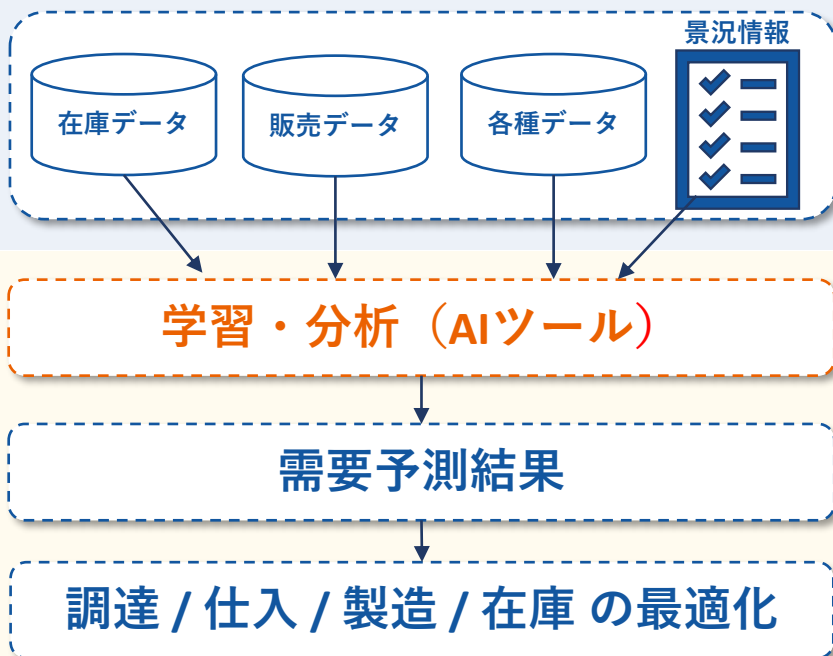 景況情報
在庫データ
販売データ
各種データ
学習・分析（AIツール）
需要予測結果
調達 / 仕入 / 製造 / 在庫 の最適化